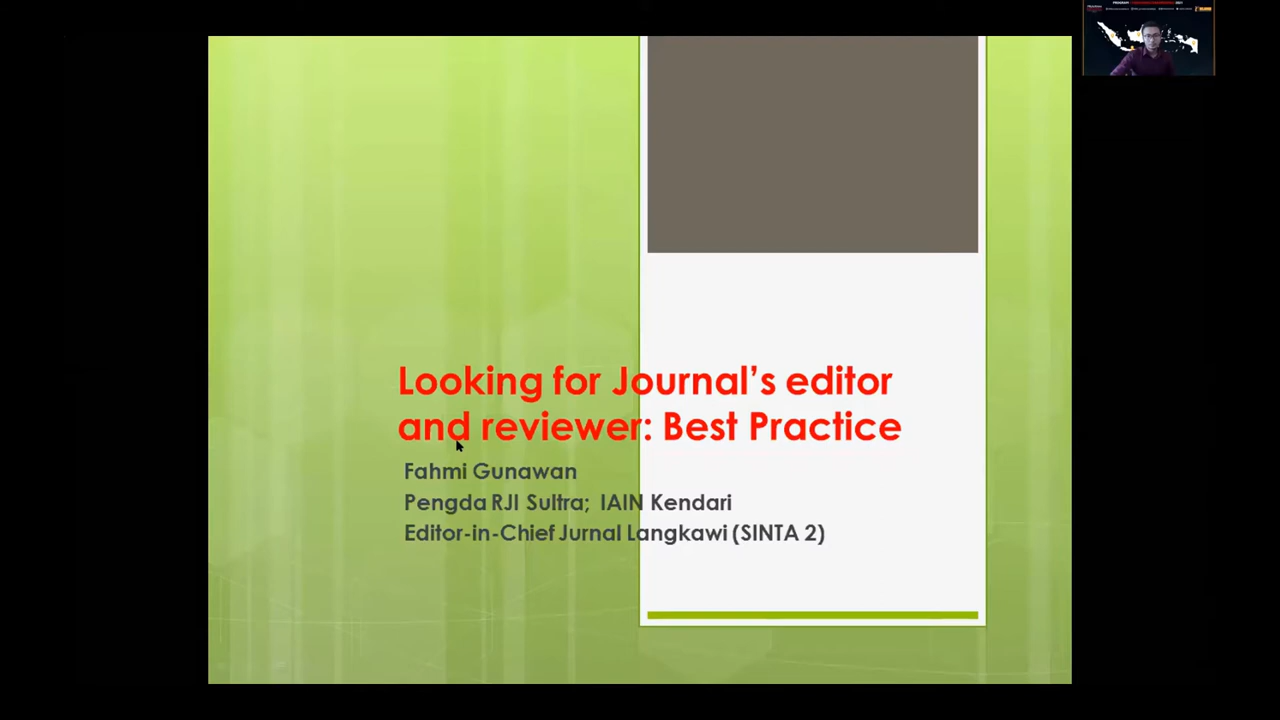 Looking for Journal's editor
and reviewer: Best Practice
Fahmi Gunawan
Pengda RJI Sultra; IAIN Kendari
Editor-in-Chief Jurnal Langkawi (SINTA 2)